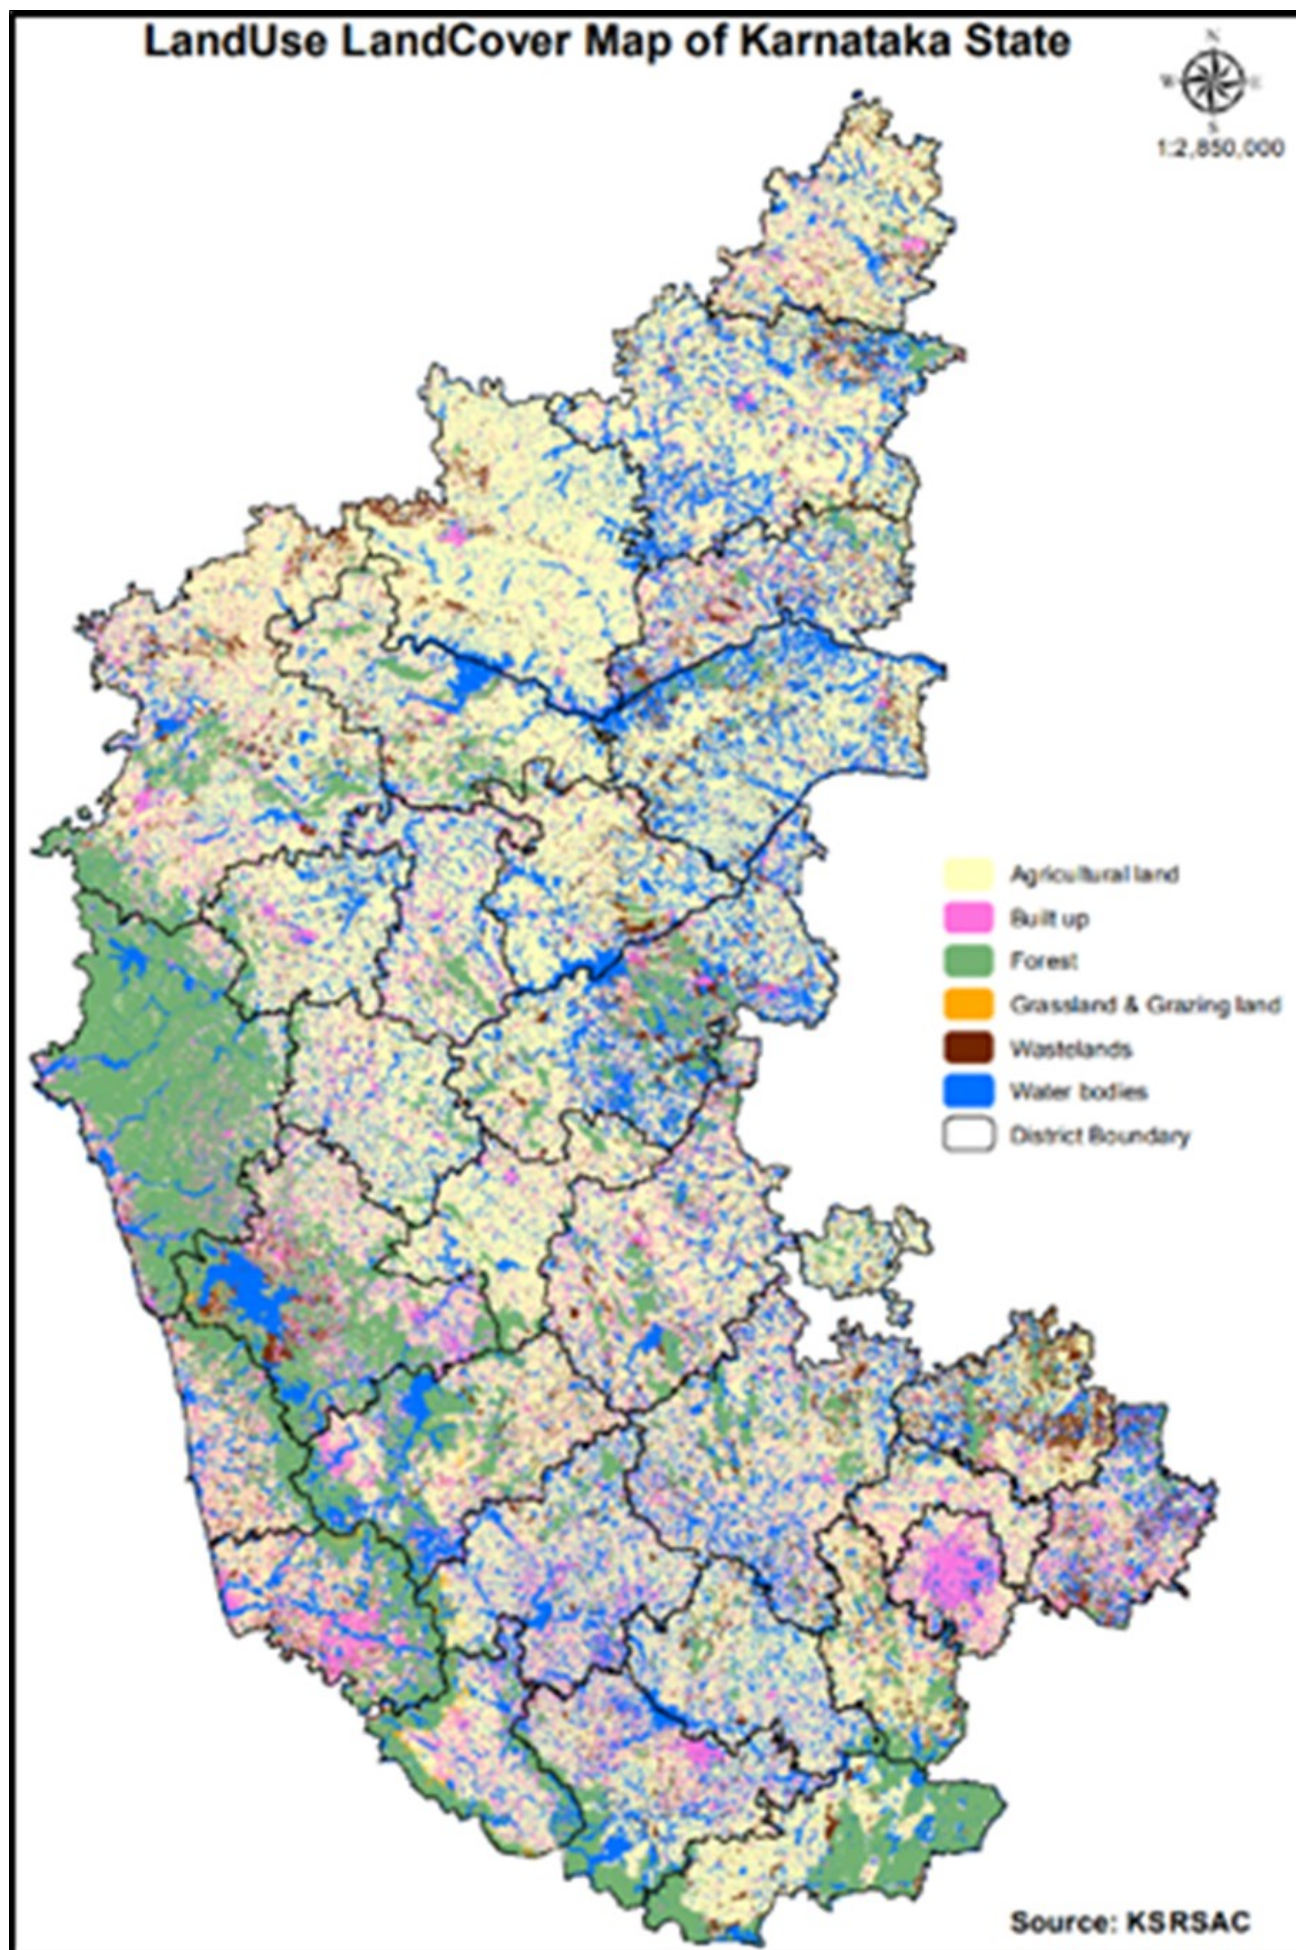 LandUse LandCover Map of Karnataka State
N
W
E
S
1:2,850,000
Agricultural land
Built up
Forest
Grassland & Grazing land
Wastelands
Water bodies
District Boundary
Source: KSRSAC